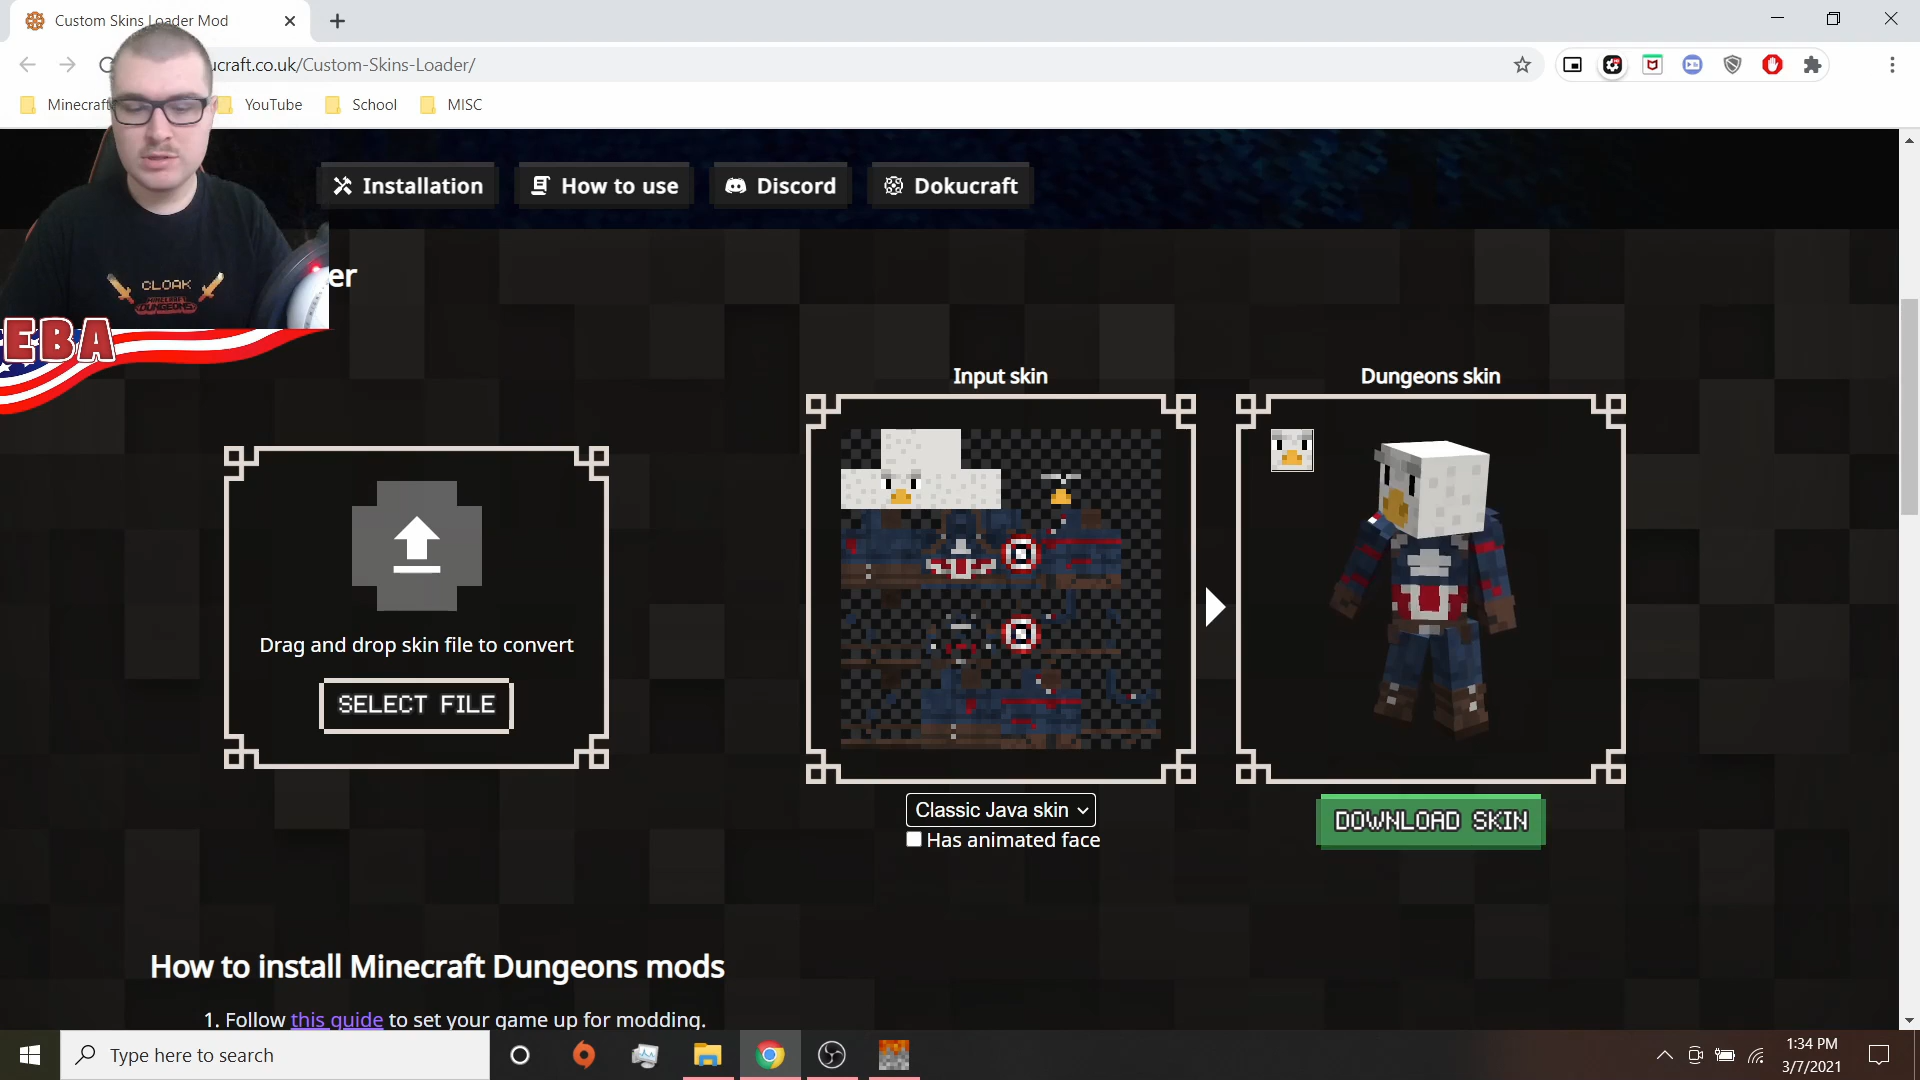 Custom Skins Loader Mod
ucraft.co.uk/Custom-Skins-Loader/
Minecraft
YouTube
School
MISC
Installation
How to use
Discord
Dokucraft
er
CLOAK
MINECRAFT
DUNGEONS
EBA
Input skin
Dungeons skin
Drag and drop skin file to convert
SELECT FILE
Classic Java skin
Has animated face
DOWNLOAD SKIN
How to install Minecraft Dungeons mods
1. Follow this guide to set your game up for modding.
Type here to search
1:34 PM
3/7/2021